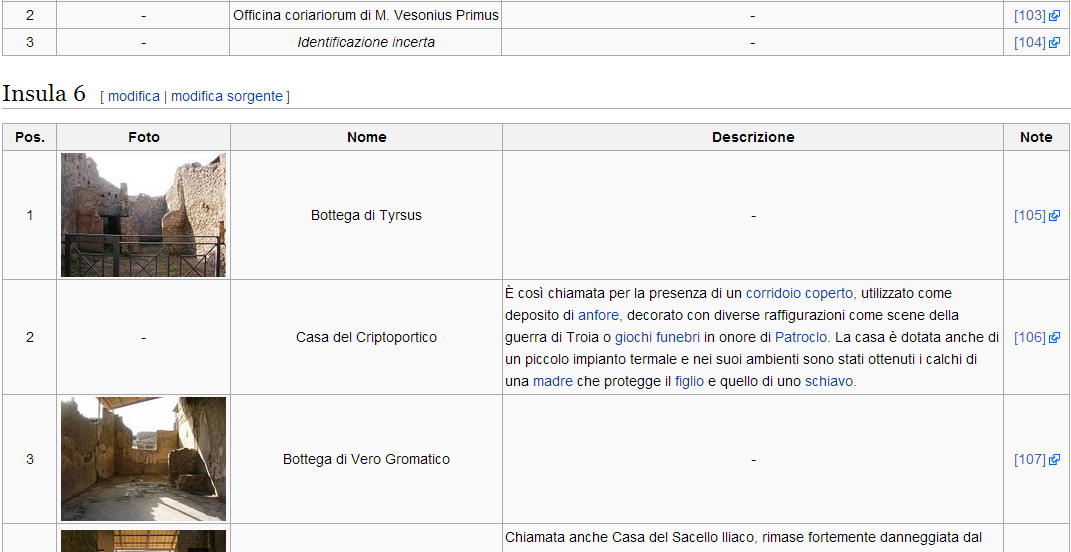 2 - Officina coriariorum di M. Vesonius Primus - [103]
3 - Identificazione incerta - [104]
Insula 6 [ modifica | modifica sorgente ]
Pos. Foto Nome Descrizione Note
1 Bottega di Tyrsus - [105]
2 - Casa del Criptoportico
È così chiamata per la presenza di un corridoio coperto, utilizzato come
deposito di anfore, decorato con diverse raffigurazioni come scene della
guerra di Troia o giochi funebri in onore di Patroclo. La casa è dotata anche di
un piccolo impianto termale e nei suoi ambienti sono stati ottenuti i calchi di
una madre che protegge il figlio e quello di uno schiavo.
[106]
3 Bottega di Vero Gromatico - [107]
Chiamata anche Casa del Sacello Iliaco, rimase fortemente danneggiata dal